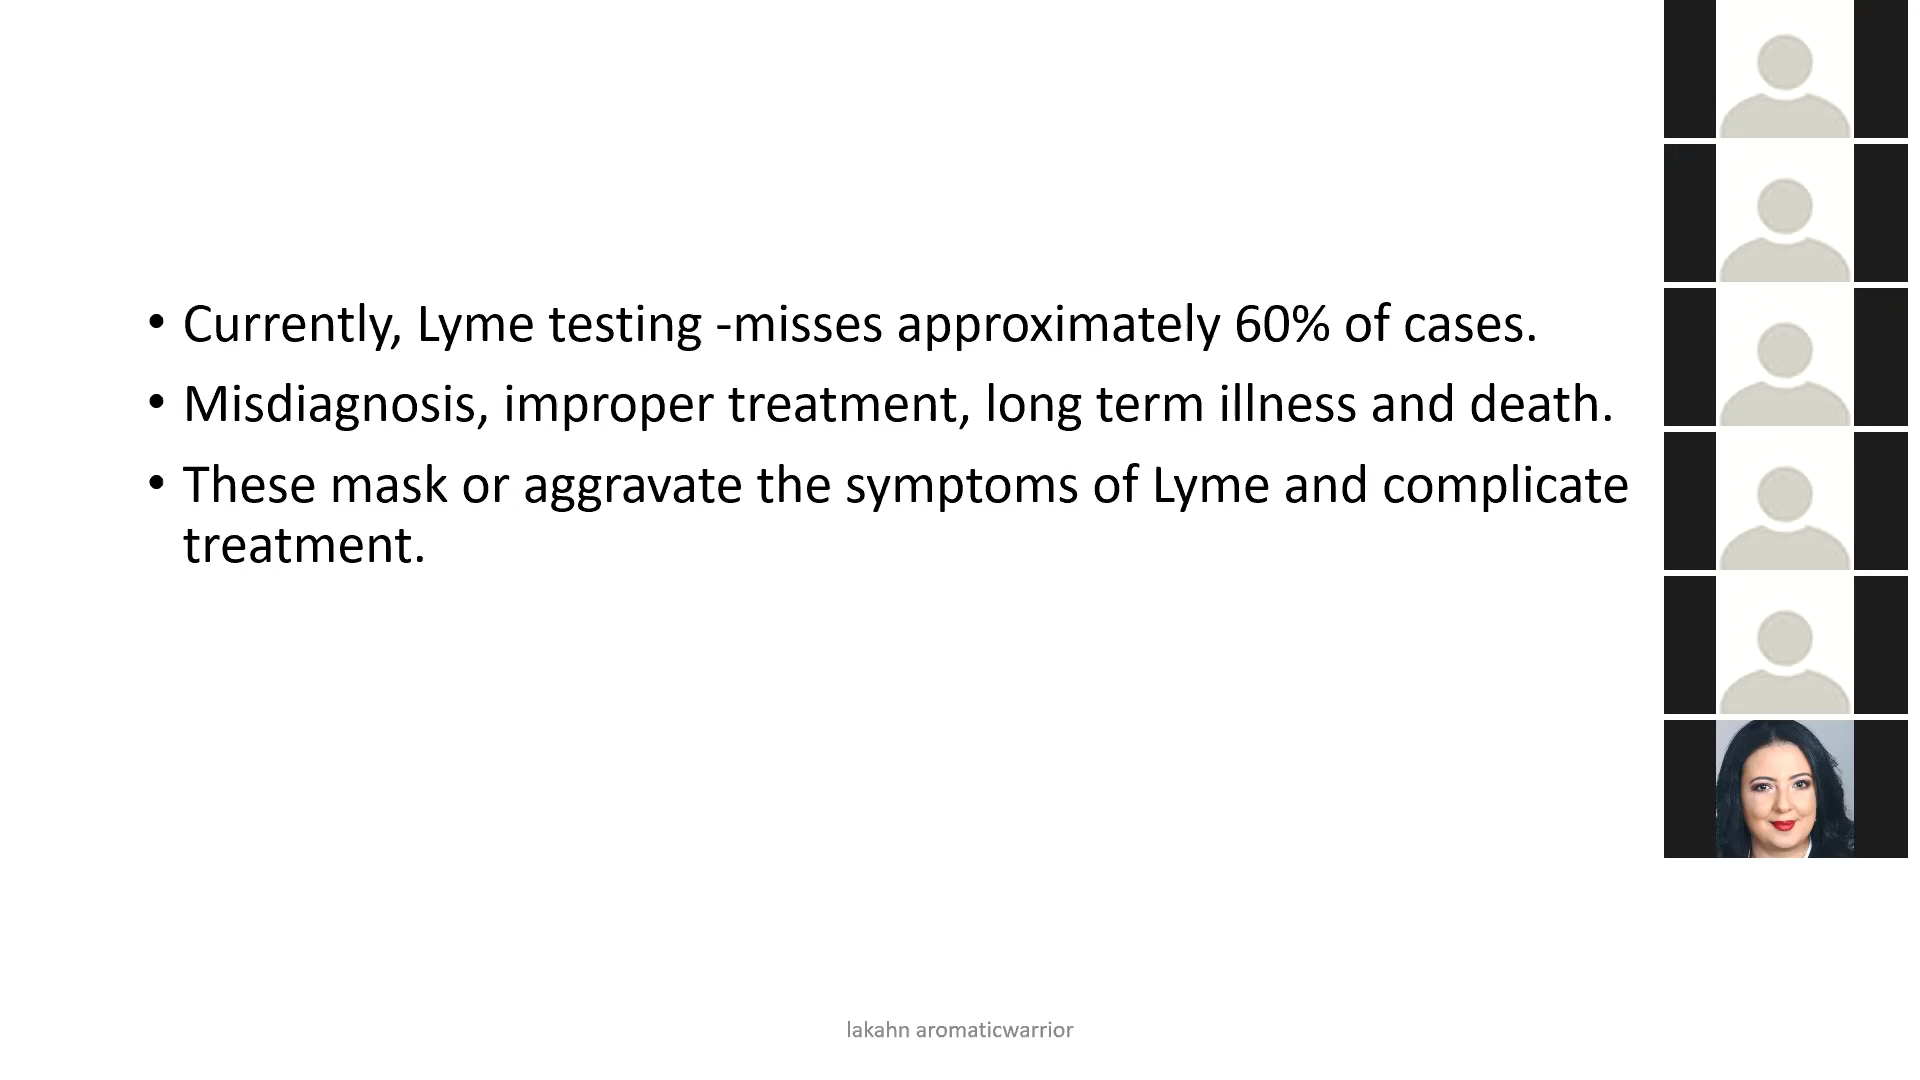 • Currently, Lyme testing -misses approximately 60% of cases.
• Misdiagnosis, improper treatment, long term illness and death.
• These mask or aggravate the symptoms of Lyme and complicate
treatment.
lakahn aromaticwarrior